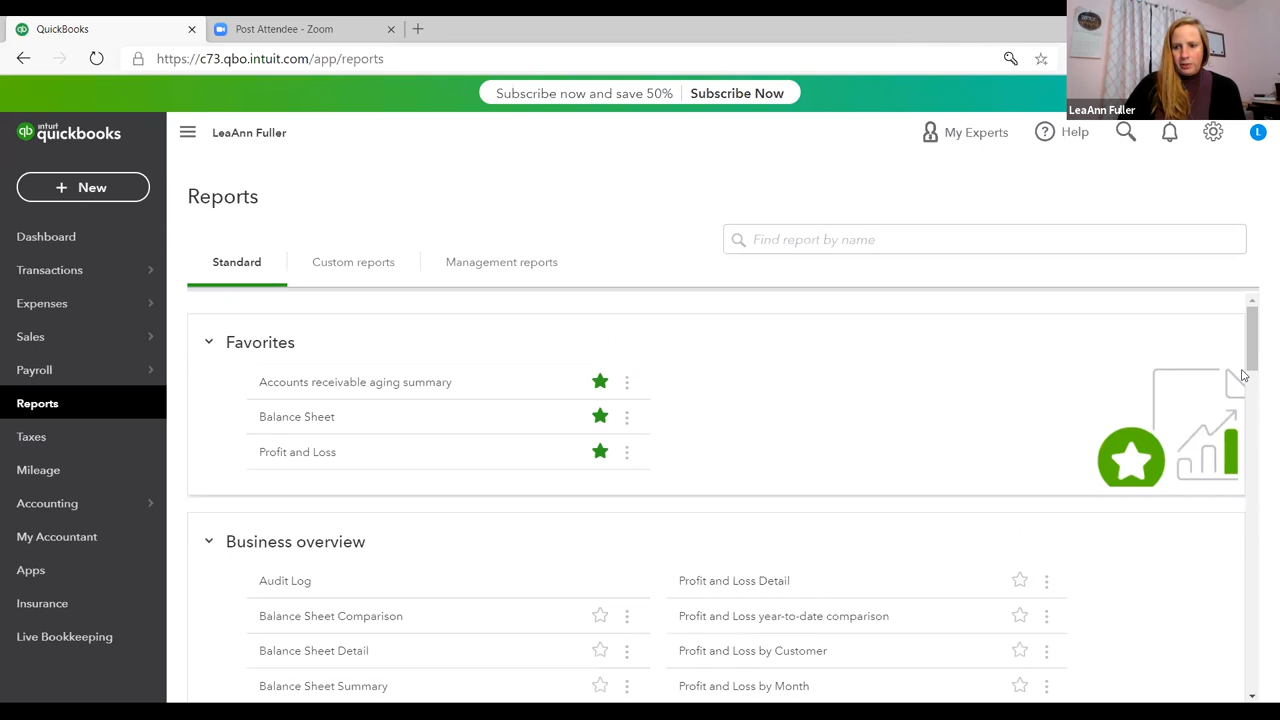 QuickBooks
Post Attendee - Zoom
https://c73.qbo.intuit.com/app/reports
Subscribe now and save 50%
Subscribe Now
LeaAnn Fuller
qb intuit quickbooks
LeaAnn Fuller
My Experts
Help
L
New
Reports
Find report by name
Standard
Custom reports
Management reports
Dashboard
Transactions
Expenses
Sales
Payroll
Reports
Taxes
Mileage
Accounting
My Accountant
Apps
Insurance
Live Bookkeeping
Favorites
Accounts receivable aging summary
Balance Sheet
Profit and Loss
Business overview
Audit Log
Profit and Loss Detail
Balance Sheet Comparison
Profit and Loss year-to-date comparison
Balance Sheet Detail
Profit and Loss by Customer
Balance Sheet Summary
Profit and Loss by Month